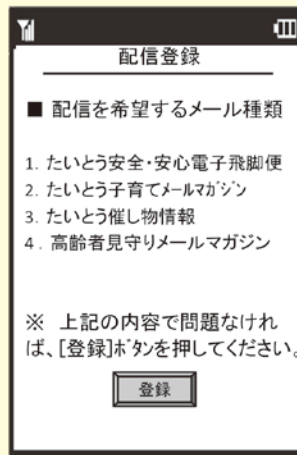 配信登録
■ 配信を希望するメール種類
1. たいとう安全・安心電子飛脚便
2. たいとう子育てメールマガジン
3. たいとう催し物情報
4. 高齢者見守りメールマガジン
※ 上記の内容で問題なけれ
ば、[登録]ボタンを押してください。
登録